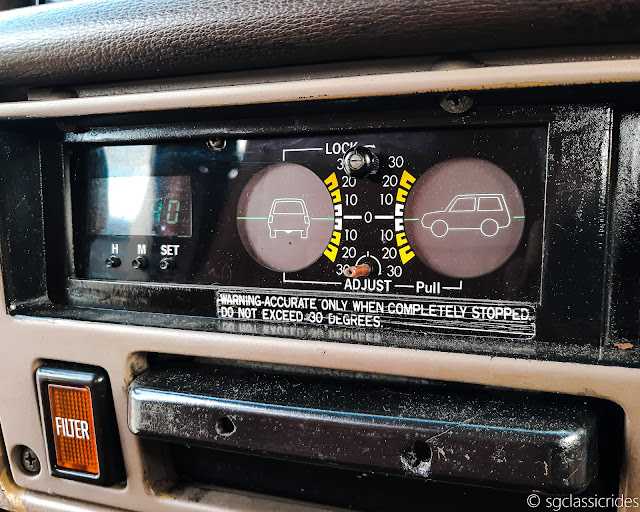 LOCK
30 30
20 20
10 10
0
10 10
20 20
30 30
40
H M SET
ADJUST Pull
WARNING-ACCURATE ONLY WHEN COMPLETELY STOPPED.
DO NOT EXCEED 30 DEGREES.
FILTER
© sgclassicrides